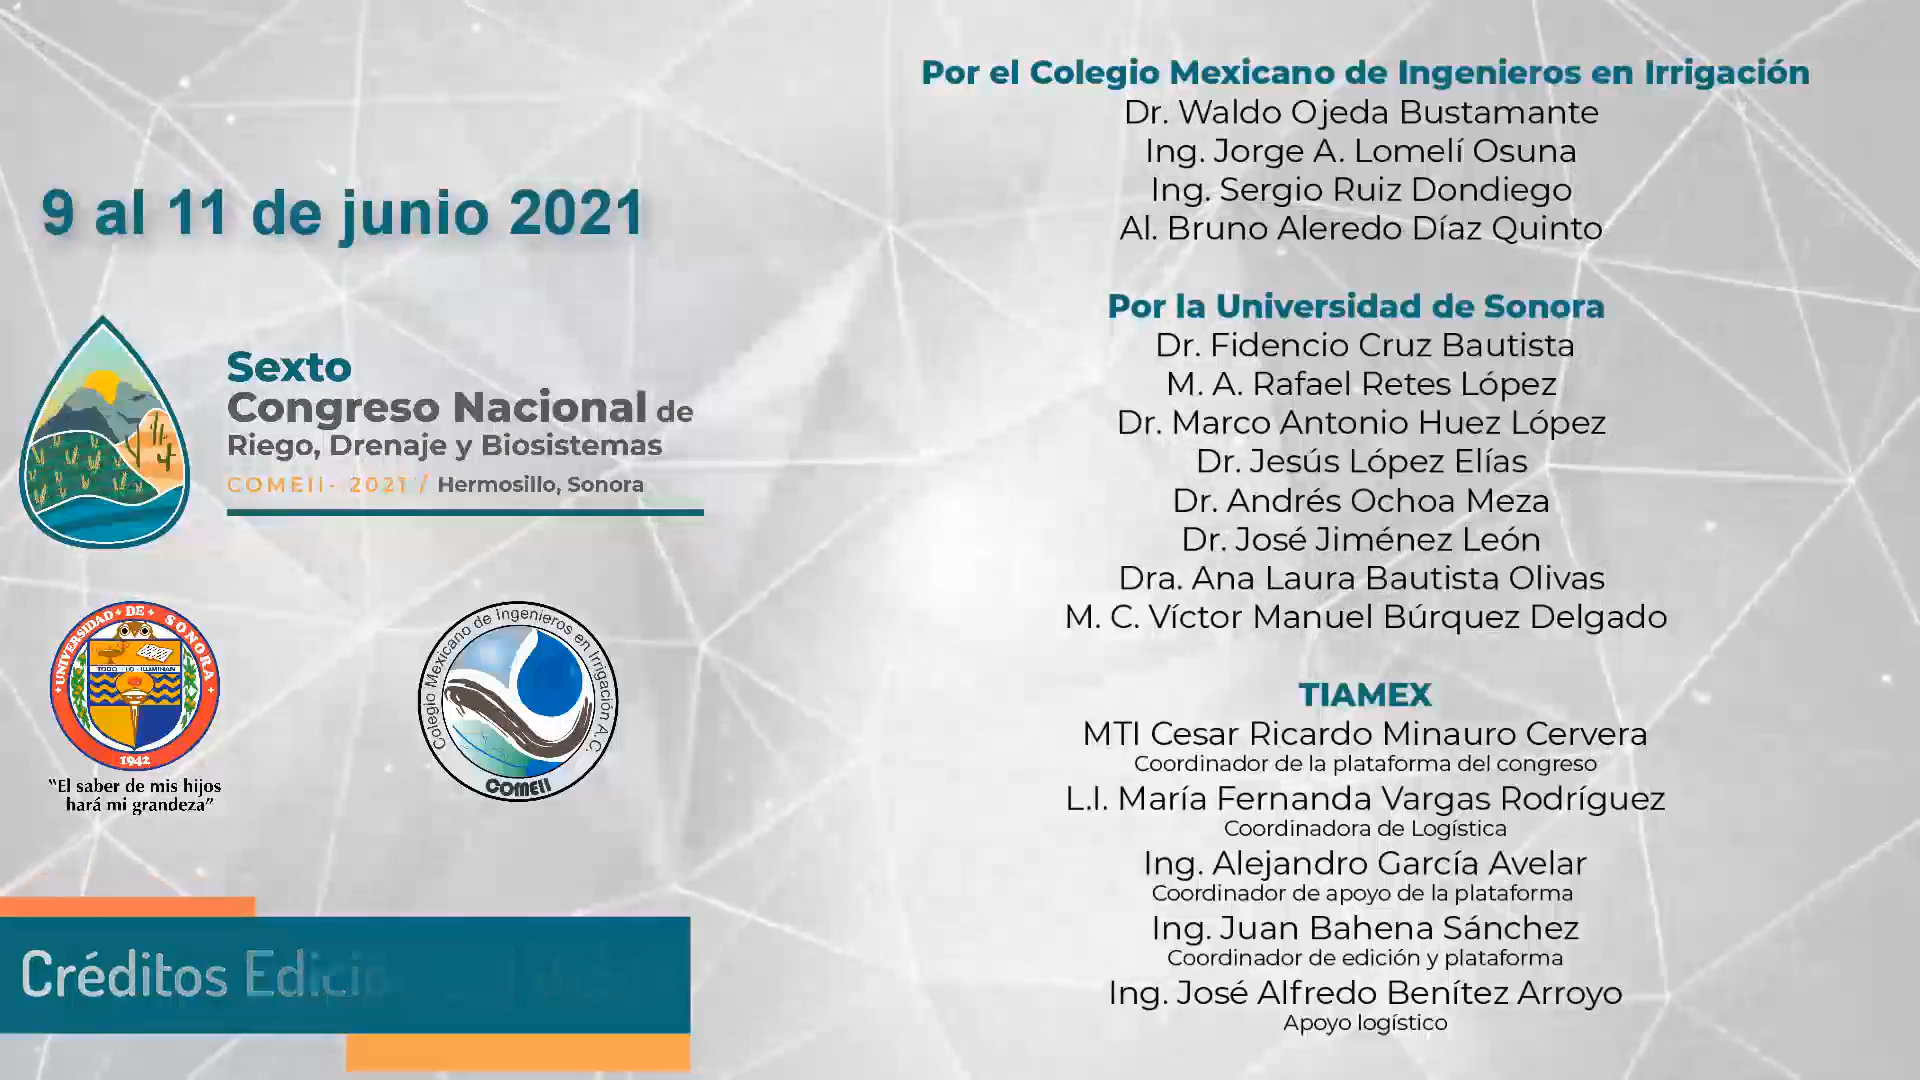 9 al 11 de junio 2021
Sexto
Congreso Nacional de
Riego, Drenaje y Biosistemas
COMEII- 2021 / Hermosillo, Sonora
UNIVERSIDAD DE SONORA
TODO LO ILUMINAN
1942
“El saber de mis hijos
hará mi grandeza”
Colegio Mexicano de Ingenieros en Irrigación A.C.
COMEII
Créditos
Por el Colegio Mexicano de Ingenieros en Irrigación
Dr. Waldo Ojeda Bustamante
Ing. Jorge A. Lomelí Osuna
Ing. Sergio Ruiz Dondiego
Al. Bruno Aleredo Díaz Quinto
Por la Universidad de Sonora
Dr. Fidencio Cruz Bautista
M. A. Rafael Retes López
Dr. Marco Antonio Huez López
Dr. Jesús López Elías
Dr. Andrés Ochoa Meza
Dr. José Jiménez León
Dra. Ana Laura Bautista Olivas
M. C. Víctor Manuel Búrquez Delgado
TIAMEX
MTI Cesar Ricardo Minauro Cervera
Coordinador de la plataforma del congreso
L.I. María Fernanda Vargas Rodríguez
Coordinadora de Logística
Ing. Alejandro García Avelar
Coordinador de apoyo de la plataforma
Ing. Juan Bahena Sánchez
Coordinador de edición y plataforma
Ing. José Alfredo Benítez Arroyo
Apoyo logístico